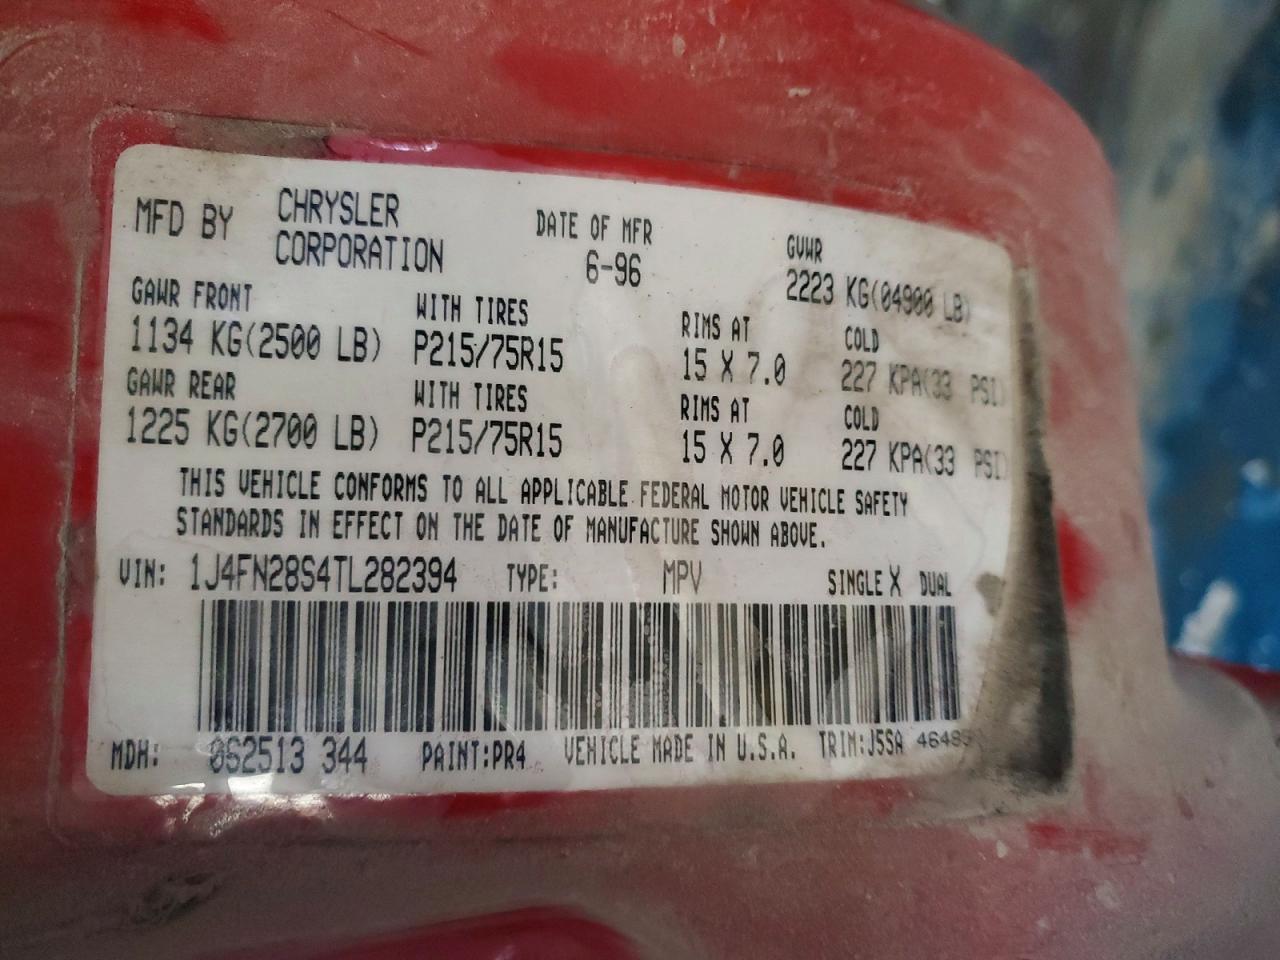 MFD BY CHRYSLER CORPORATION DATE OF MFR 6-96 GVWR 2223 KG(04900 LB)
GAWR FRONT WITH TIRES RIMS AT COLD
1134 KG(2500 LB) P215/75R15 15 X 7.0 227 KPA(33 PSI)
GAWR REAR WITH TIRES RIMS AT COLD
1225 KG(2700 LB) P215/75R15 15 X 7.0 227 KPA(33 PSI)
THIS VEHICLE CONFORMS TO ALL APPLICABLE FEDERAL MOTOR VEHICLE SAFETY
STANDARDS IN EFFECT ON THE DATE OF MANUFACTURE SHOWN ABOVE.
VIN: 1J4FN28S4TL282394 TYPE: MPV SINGLE X DUAL
MDH: 062513 344 PAINT:PR4 VEHICLE MADE IN U.S.A. TRIM:J5SA